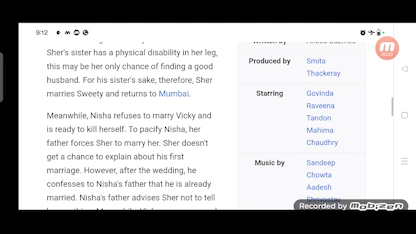 9:12
Sher's sister has a physical disability in her leg,
this may be her only chance of finding a good
husband. For his sister's sake, therefore, Sher
marries Sweety and returns to Mumbai.
Meanwhile, Nisha refuses to marry Vicky and
is ready to kill herself. To pacify Nisha, her
father forces Sher to marry her. Sher doesn't
get a chance to explain about his first
marriage. However, after the wedding, he
confesses to Nisha's father that he is already
married. Nisha's father advises Sher not to tell
Produced by
Smita
Thackeray
Starring
Govinda
Raveena
Tandon
Mahima
Chaudhry
Music by
Sandeep
Chowta
Aadesh
Recorded by
mobizen